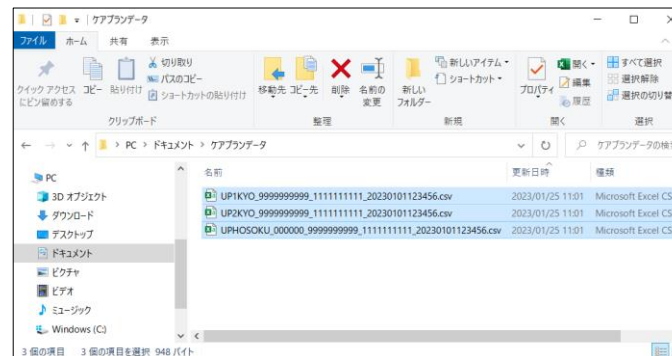 ケアプランデータ
ファイル ホーム 共有 表示
クイック アクセス にピン留めする
コピー
貼り付け
切り取り
パスのコピー
ショートカットの貼り付け
クリップボード
移動先
コピー先
削除
名前の 変更
整理
新しい フォルダー
新しいアイテム
ショートカット
新規
プロパティ
開く
編集
履歴
開く
すべて選択
選択解除
選択の切り替
選択
PC > ドキュメント > ケアプランデータ
ケアプランデータの検
名前 更新日時 種類
PC
3D オブジェクト
ダウンロード
デスクトップ
ドキュメント
ピクチャ
ビデオ
ミュージック
Windows (C:)
UP1KYO_9999999999_1111111111_20230101123456.csv 2023/01/25 11:01 Microsoft Excel CS
UP2KYO_9999999999_1111111111_20230101123456.csv 2023/01/25 11:01 Microsoft Excel CS
UPHOSOKU_000000_9999999999_1111111111_20230101123456.csv 2023/01/25 11:01 Microsoft Excel CS
3 個の項目 3 個の項目を選択 948 バイト